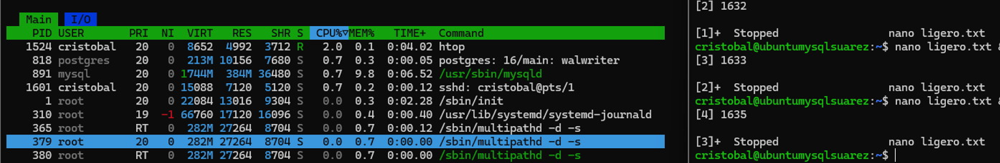 Main I/O
PID USER PRI NI VIRT RES SHR S CPU%▽MEM% TIME+ Command
1524 cristobal 20 0 8652 4992 3712 R 2.0 0.1 0:04.02 htop
818 postgres 20 0 213M 10156 7680 S 0.7 0.3 0:00.05 postgres: 16/main: walwriter
891 mysql 20 0 1744M 384M 36480 S 0.7 9.8 0:06.52 /usr/sbin/mysqld
1601 cristobal 20 0 15088 7120 5120 S 0.7 0.2 0:00.12 sshd: cristobal@pts/1
1 root 20 0 22084 13016 9304 S 0.0 0.3 0:02.28 /sbin/init
310 root 19 -1 66760 17120 16096 S 0.0 0.4 0:00.40 /usr/lib/systemd/systemd-journald
365 root RT 0 282M 27264 8704 S 0.0 0.7 0:00.12 /sbin/multipathd -d -s
379 root 20 0 282M 27264 8704 S 0.0 0.7 0:00.00 /sbin/multipathd -d -s
380 root RT 0 282M 27264 8704 S 0.0 0.7 0:00.00 /sbin/multipathd -d -s
[2] 1632
[1]+ Stopped nano ligero.txt
cristobal@ubuntumysqlsuarez:~$ nano ligero.txt &
[3] 1633
[2]+ Stopped nano ligero.txt
cristobal@ubuntumysqlsuarez:~$ nano ligero.txt &
[4] 1635
[3]+ Stopped nano ligero.txt
cristobal@ubuntumysqlsuarez:~$